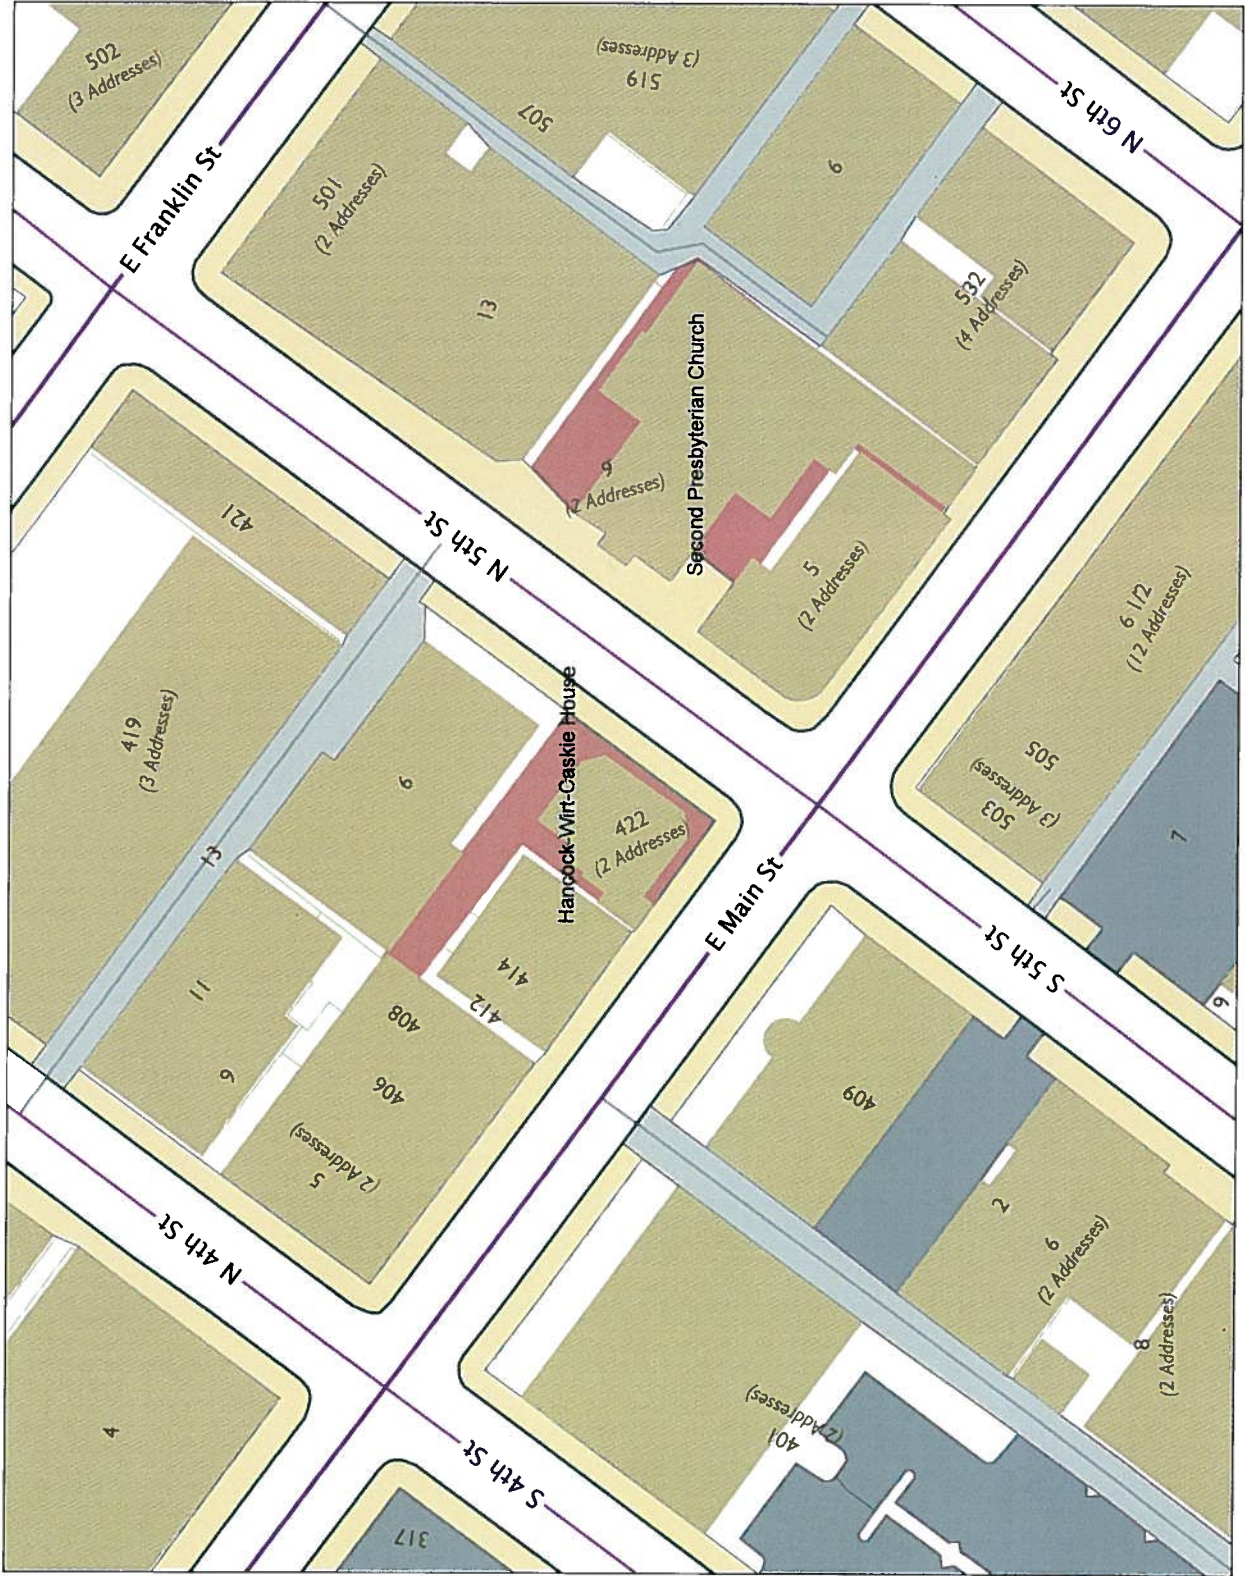 502
(3 Addresses)
519
(3 Addresses)
507
N 6th St
E Franklin St
501
(2 Addresses)
6
13
532
(4 Addresses)
Second Presbyterian Church
9
(2 Addresses)
421
N 5th St
5
(2 Addresses)
6 1/2
(12 Addresses)
419
(3 Addresses)
505
503
(3 Addresses)
6
Hancock-Wirt-Caskie House
422
(2 Addresses)
7
13
E Main St
S 5th St
9
11
414
412
408
406
6
5
(2 Addresses)
409
N 4th St
2
6
(2 Addresses)
8
(2 Addresses)
4
401
(2 Addresses)
S 4th St
317